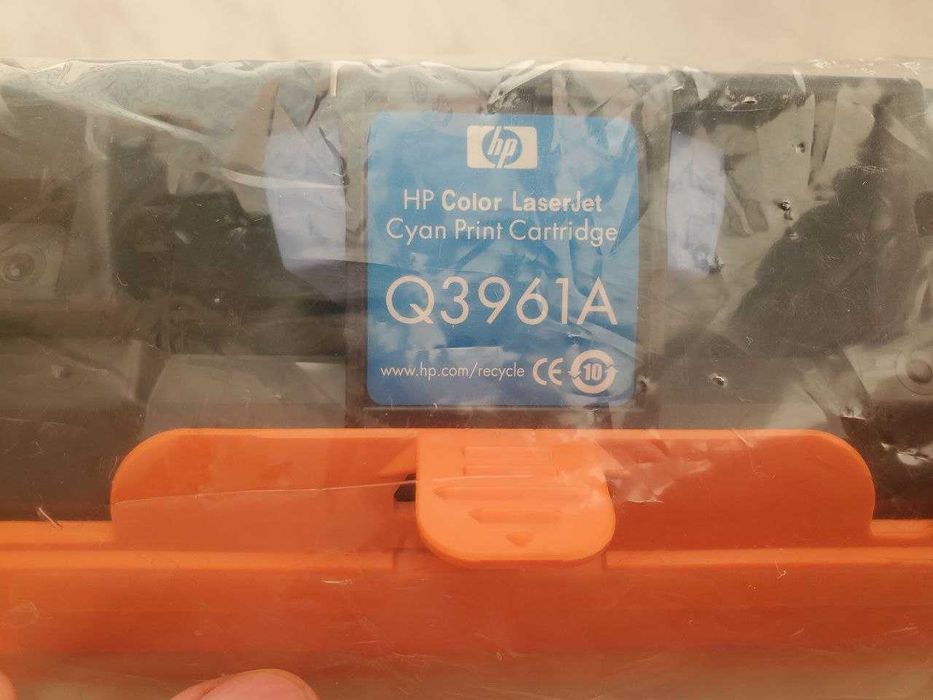 hp
HP Color LaserJet
Cyan Print Cartridge
Q3961A
www.hp.com/recycle CE 10